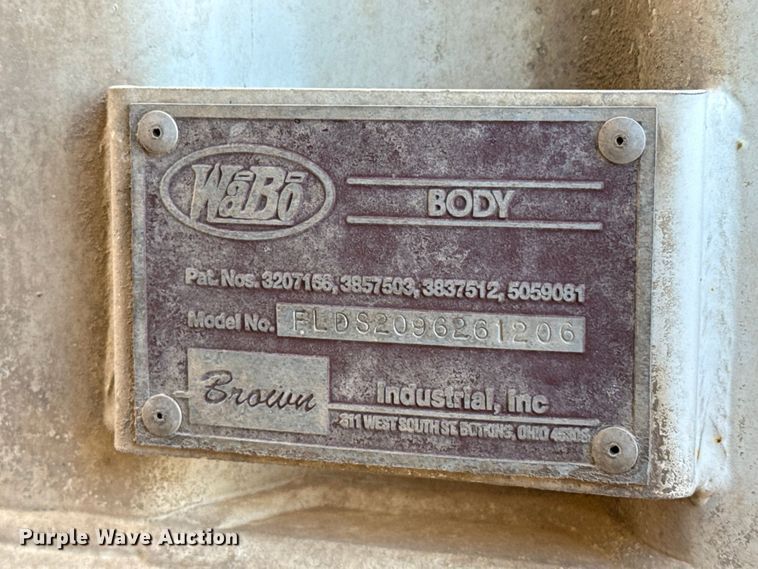 WaBo
BODY
Pat. Nos. 3207166, 3857503, 3837512, 5059081
Model No. FLDS2096261206
Brown Industrial, Inc
311 WEST SOUTH ST. BOTKINS, OHIO 45306
Purple Wave Auction